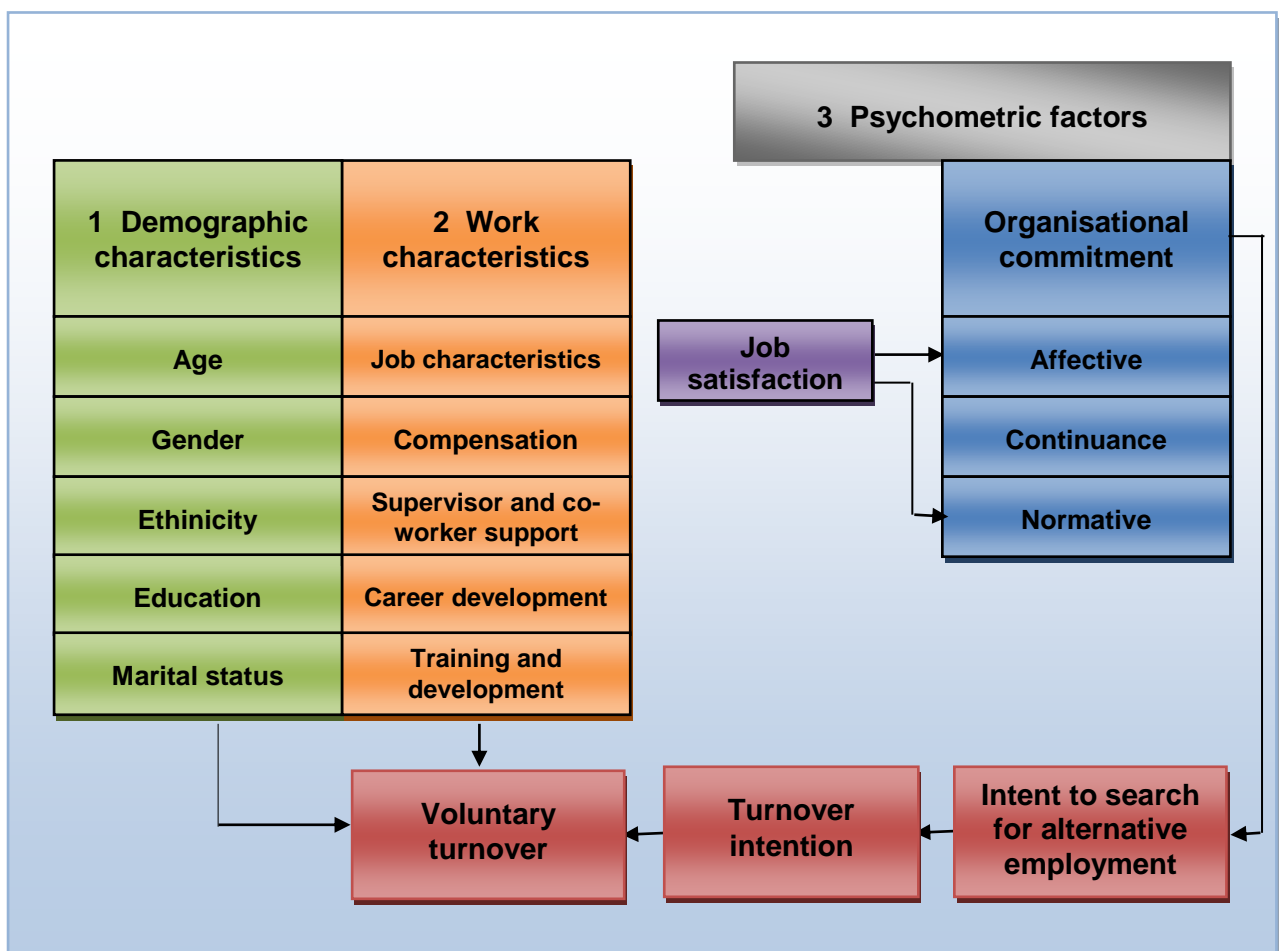 3 Psychometric factors
1 Demographic
characteristics
2 Work
characteristics
Organisational
commitment
Age
Job characteristics
Job
satisfaction
Affective
Gender
Compensation
Continuance
Ethinicity
Supervisor and co-
worker support
Normative
Education
Career development
Marital status
Training and
development
Voluntary
turnover
Turnover
intention
Intent to search
for alternative
employment